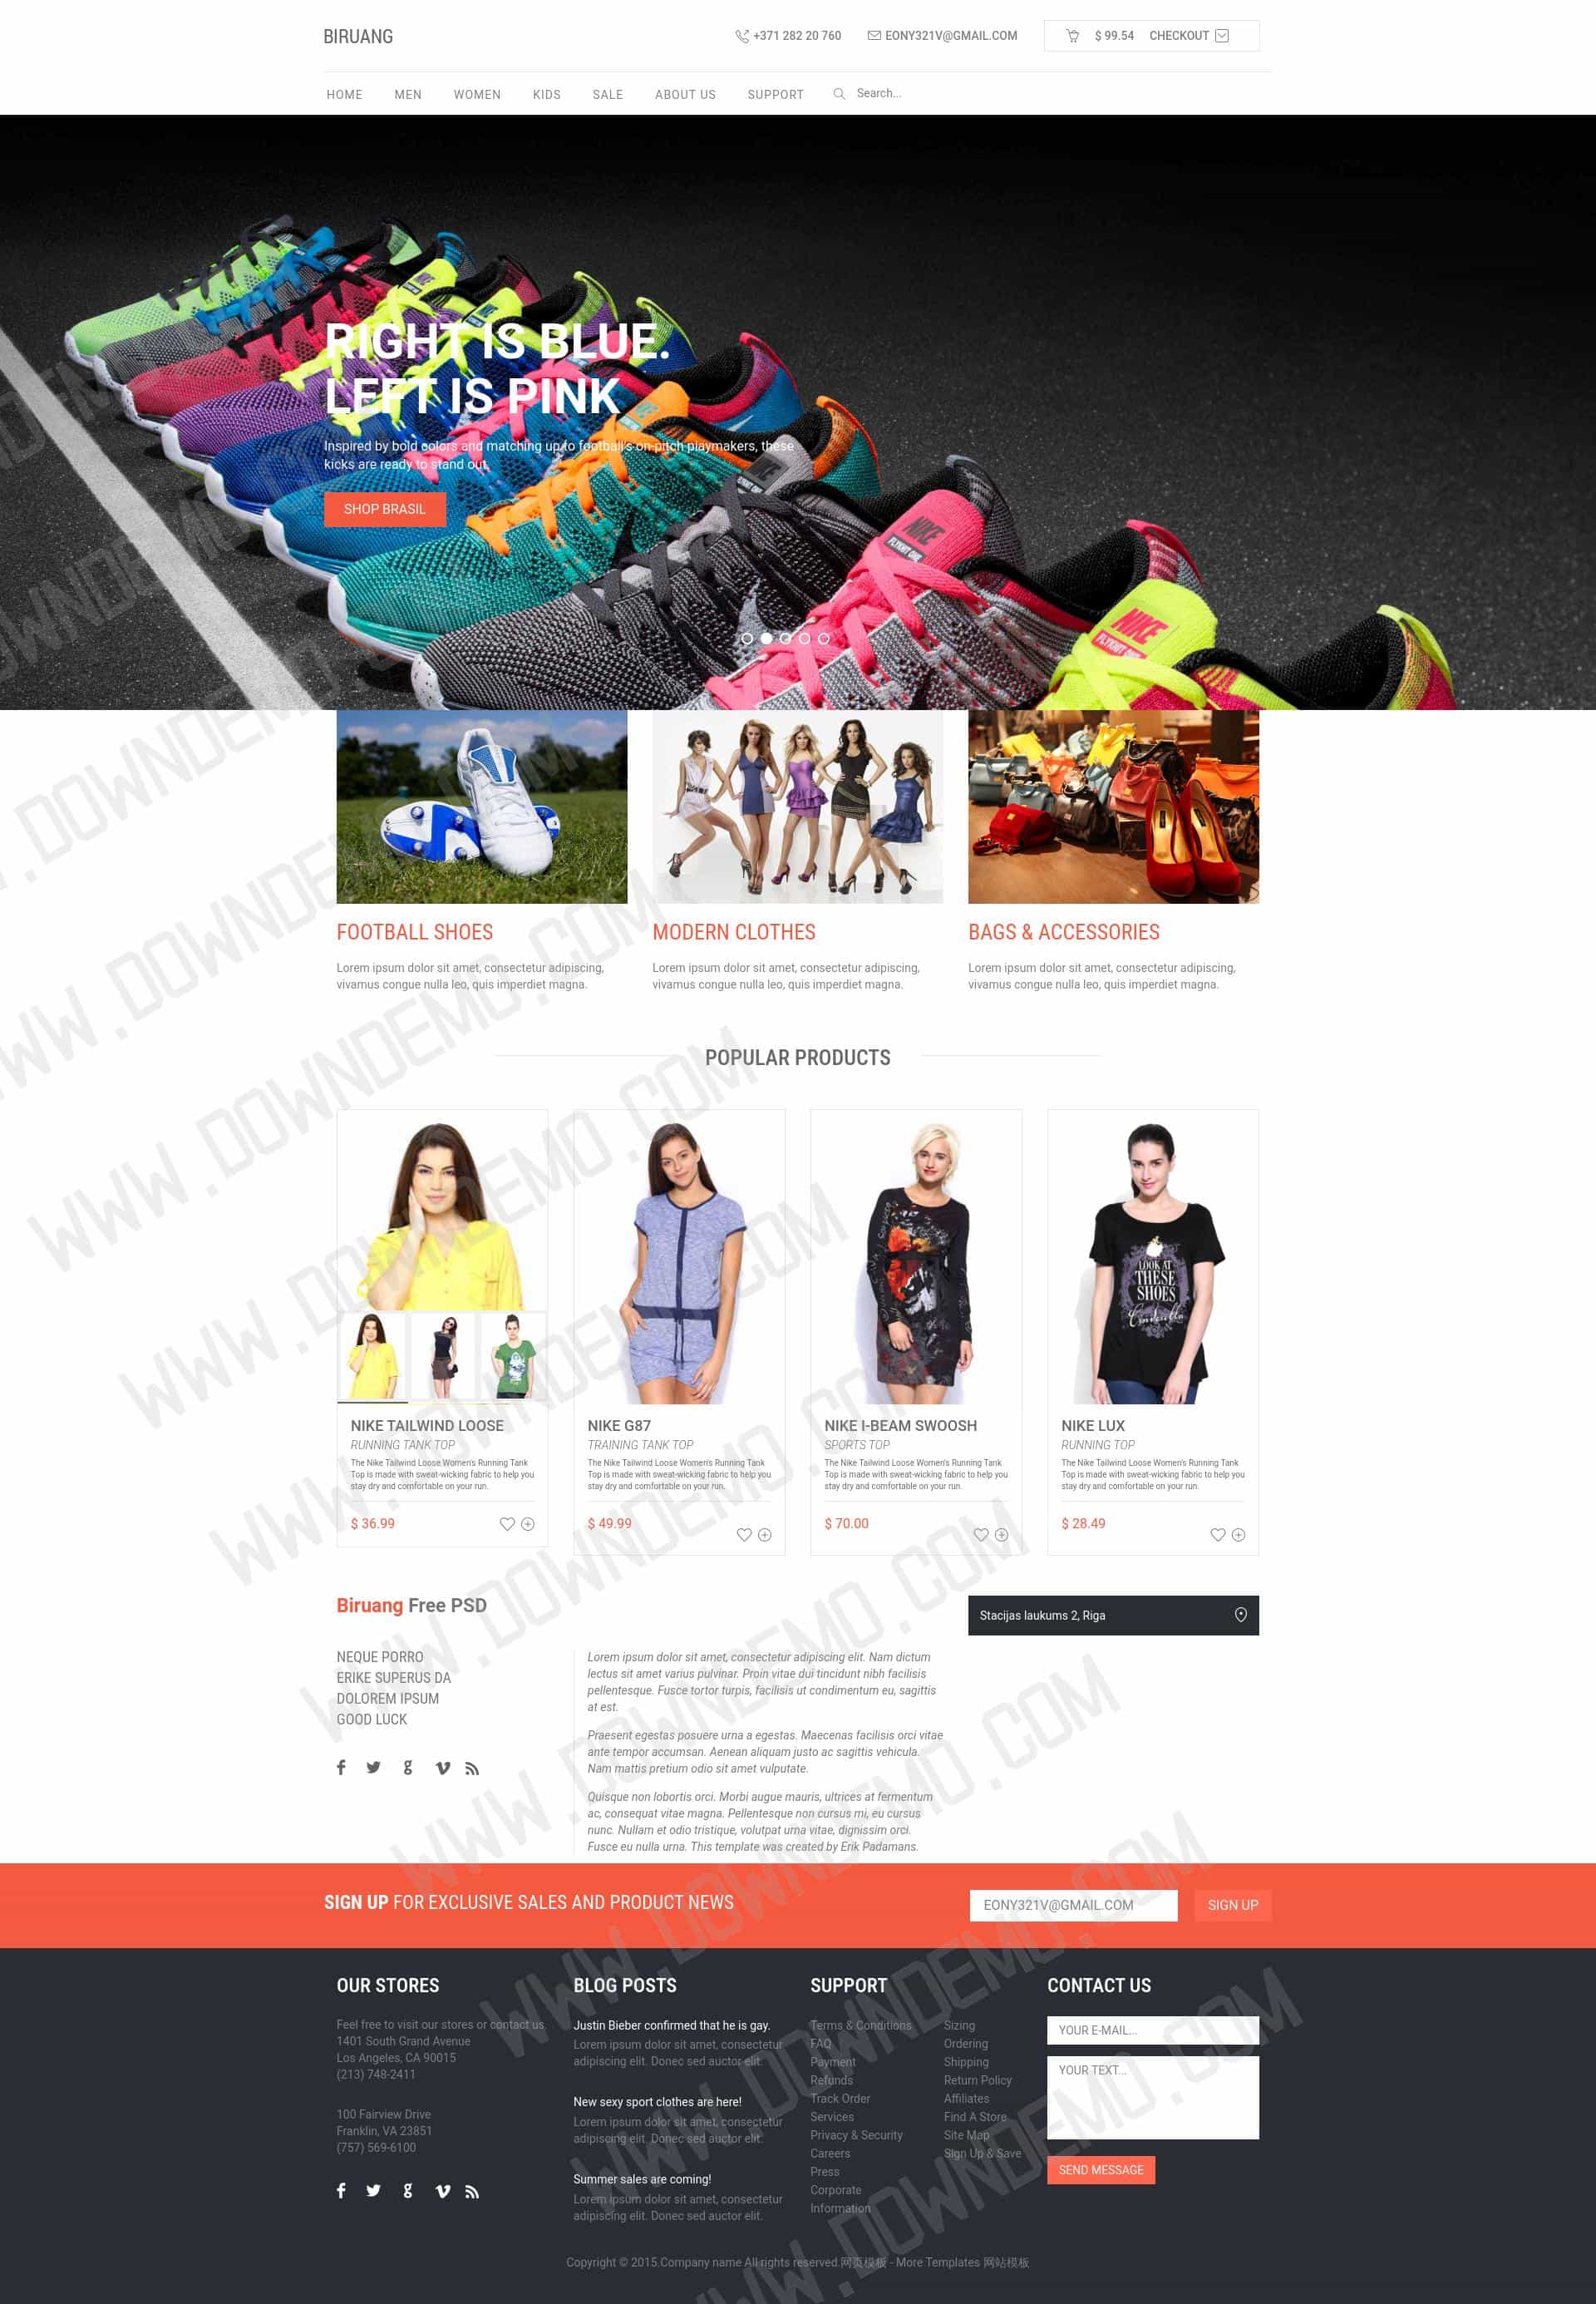 BIRUANG
+371 282 20 760
EONY321V@GMAIL.COM
$ 99.54 CHECKOUT
HOME MEN WOMEN KIDS SALE ABOUT US SUPPORT Search...
RIGHT IS BLUE.
LEFT IS PINK
Inspired by bold colors and matching up to football's on-pitch playmakers, these
kicks are ready to stand out.
SHOP BRASIL
NIKE
FLYKNIT ONE
NIKE
FLYKNIT ONE
FOOTBALL SHOES
Lorem ipsum dolor sit amet, consectetur adipiscing,
vivamus congue nulla leo, quis imperdiet magna.
MODERN CLOTHES
Lorem ipsum dolor sit amet, consectetur adipiscing,
vivamus congue nulla leo, quis imperdiet magna.
BAGS & ACCESSORIES
Lorem ipsum dolor sit amet, consectetur adipiscing,
vivamus congue nulla leo, quis imperdiet magna.
POPULAR PRODUCTS
NIKE TAILWIND LOOSE
RUNNING TANK TOP
The Nike Tailwind Loose Women's Running Tank
Top is made with sweat-wicking fabric to help you
stay dry and comfortable on your run.
$ 36.99
NIKE G87
TRAINING TANK TOP
The Nike Tailwind Loose Women's Running Tank
Top is made with sweat-wicking fabric to help you
stay dry and comfortable on your run.
$ 49.99
NIKE I-BEAM SWOOSH
SPORTS TOP
The Nike Tailwind Loose Women's Running Tank
Top is made with sweat-wicking fabric to help you
stay dry and comfortable on your run.
$ 70.00
LOOK AT
THESE
SHOES
Cinderella
NIKE LUX
RUNNING TOP
The Nike Tailwind Loose Women's Running Tank
Top is made with sweat-wicking fabric to help you
stay dry and comfortable on your run.
$ 28.49
Biruang Free PSD
NEQUE PORRO
ERIKE SUPERUS DA
DOLOREM IPSUM
GOOD LUCK
Lorem ipsum dolor sit amet, consectetur adipiscing elit. Nam dictum
lectus sit amet varius pulvinar. Proin vitae dui tincidunt nibh facilisis
pellentesque. Fusce tortor turpis, facilisis ut condimentum eu, sagittis
at est.
Praesent egestas posuere urna a egestas. Maecenas facilisis orci vitae
ante tempor accumsan. Aenean aliquam justo ac sagittis vehicula.
Nam mattis pretium odio sit amet vulputate.
Quisque non lobortis orci. Morbi augue mauris, ultrices at fermentum
ac, consequat vitae magna. Pellentesque non cursus mi, eu cursus
nunc. Nullam et odio tristique, volutpat urna vitae, dignissim orci.
Fusce eu nulla urna. This template was created by Erik Padamans.
Stacijas laukums 2, Riga
SIGN UP FOR EXCLUSIVE SALES AND PRODUCT NEWS
EONY321V@GMAIL.COM
SIGN UP
OUR STORES
Feel free to visit our stores or contact us.
1401 South Grand Avenue
Los Angeles, CA 90015
(213) 748-2411
100 Fairview Drive
Franklin, VA 23851
(757) 569-6100
BLOG POSTS
Justin Bieber confirmed that he is gay.
Lorem ipsum dolor sit amet, consectetur
adipiscing elit. Donec sed auctor elit.
New sexy sport clothes are here!
Lorem ipsum dolor sit amet, consectetur
adipiscing elit. Donec sed auctor elit.
Summer sales are coming!
Lorem ipsum dolor sit amet, consectetur
adipiscing elit. Donec sed auctor elit.
SUPPORT
Terms & Conditions
FAQ
Payment
Refunds
Track Order
Services
Privacy & Security
Careers
Press
Corporate
Information
Sizing
Ordering
Shipping
Return Policy
Affiliates
Find A Store
Site Map
Sign Up & Save
CONTACT US
YOUR E-MAIL...
YOUR TEXT...
SEND MESSAGE
Copyright © 2015.Company name All rights reserved.网页模板 - More Templates 网站模板
WWW.DOWNDEMO.COM